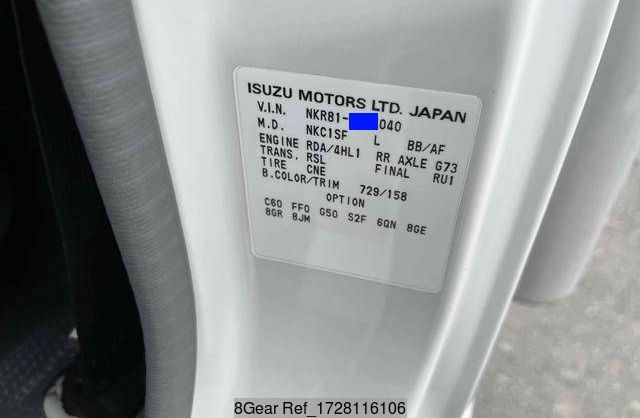 ISUZU MOTORS LTD. JAPAN
V.I.N. NKR81- 040
M.D. NKC1SF L BB/AF
ENGINE RDA/4HL1 RR AXLE G73
TRANS. RSL FINAL RU1
TIRE CNE
B.COLOR/TRIM 729/158
OPTION
C60 FFO G50 S2F 6QN 8GE
8GR 8JM
8Gear Ref_1728116106